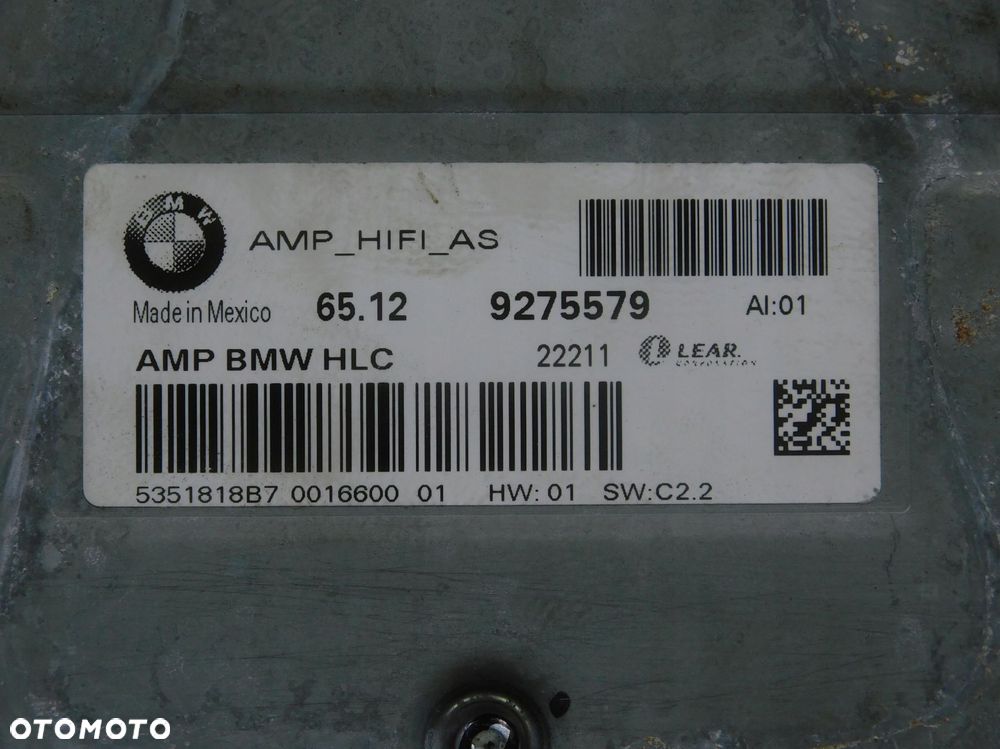 BMW
AMP_HIFI_AS
Made in Mexico 65.12 9275579 AI:01
AMP BMW HLC 22211 LEAR.
CORPORATION
5351818B7 0016600 01 HW: 01 SW:C2.2
OTOMOTO